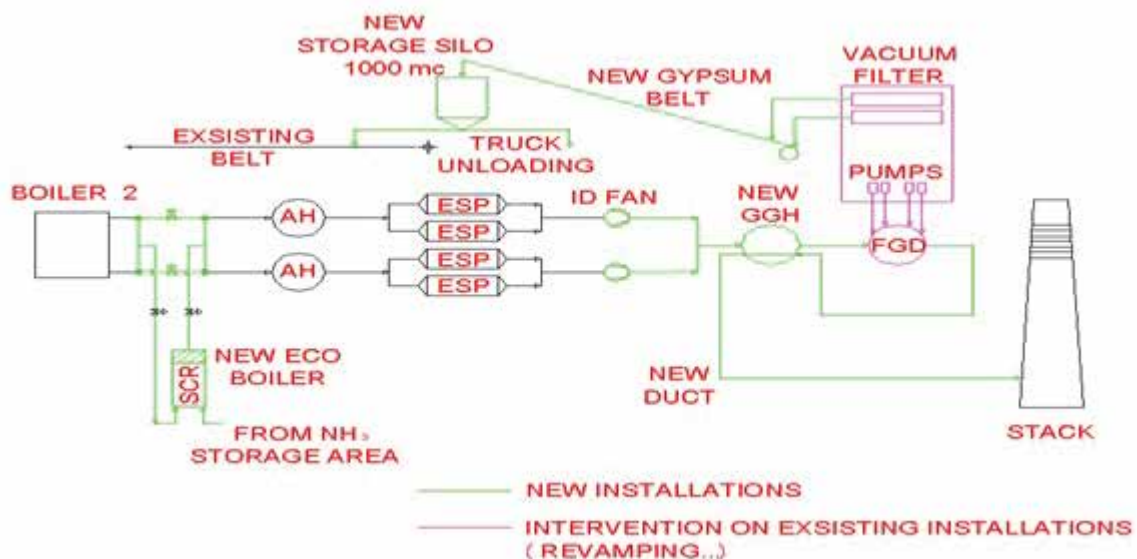 NEW
STORAGE SILO
1000 mc
VACUUM
FILTER
NEW GYPSUM
BELT
EXSISTING
BELT
TRUCK
UNLOADING
PUMPS
BOILER 2
ID FAN
NEW
GGH
AH
ESP
ESP
FGD
AH
ESP
ESP
NEW ECO
BOILER
SCR
NEW
DUCT
FROM NH₃
STORAGE AREA
STACK
NEW INSTALLATIONS
INTERVENTION ON EXSISTING INSTALLATIONS
( REVAMPING...)